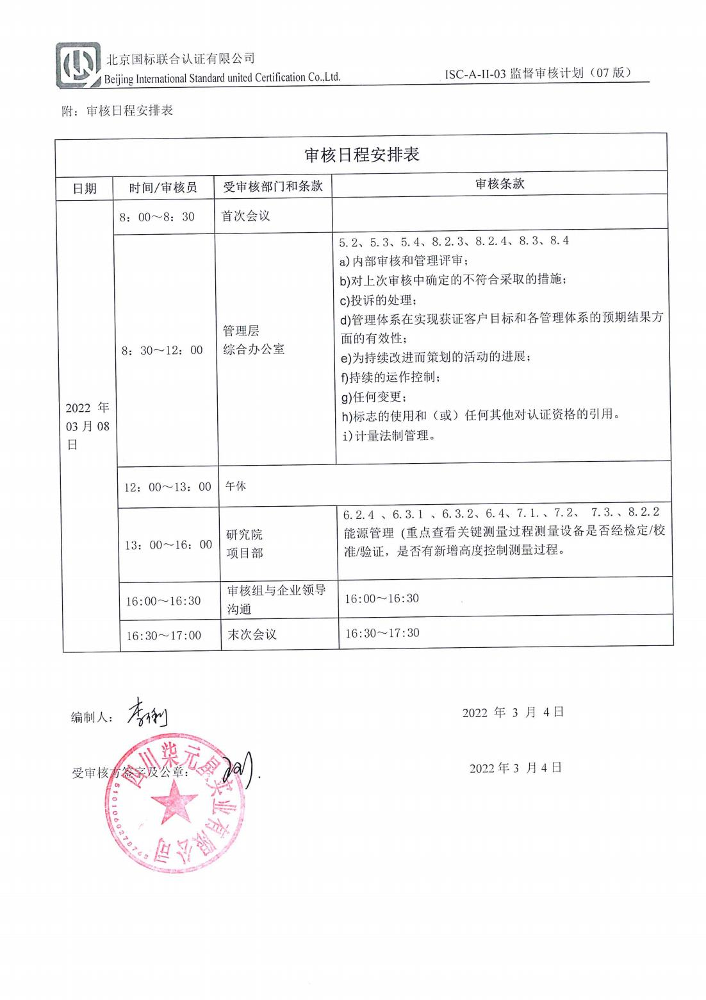 北京国标联合认证有限公司
Beijing International Standard united Certification Co.,Ltd.
ISC-A-II-03 监督审核计划（07 版）
附：审核日程安排表
审核日程安排表
日期
时间/审核员
受审核部门和条款
审核条款
2022 年
03 月 08
日
8：00～8：30
首次会议
8：30～12：00
管理层
综合办公室
5.2、5.3、5.4、8.2.3、8.2.4、8.3、8.4
a)内部审核和管理评审；
b)对上次审核中确定的不符合采取的措施；
c)投诉的处理；
d)管理体系在实现获证客户目标和各管理体系的预期结果方
面的有效性；
e)为持续改进而策划的活动的进展；
f)持续的运作控制；
g)任何变更；
h)标志的使用和（或）任何其他对认证资格的引用。
i)计量法制管理。
12：00～13：00
午休
13：00～16：00
研究院
项目部
6.2.4 、6.3.1 、6.3.2、6.4、7.1.、7.2、 7.3.、8.2.2
能源管理 (重点查看关键测量过程测量设备是否经检定/校
准/验证，是否有新增高度控制测量过程。
16:00～16:30
审核组与企业领导
沟通
16:00～16:30
16:30～17:00
末次会议
16:30～17:30
编制人：李俐
2022 年 3 月 4日
受审核方签字及公章：
2022年3 月4日
四川柒元星实业有限公司
5101090278763